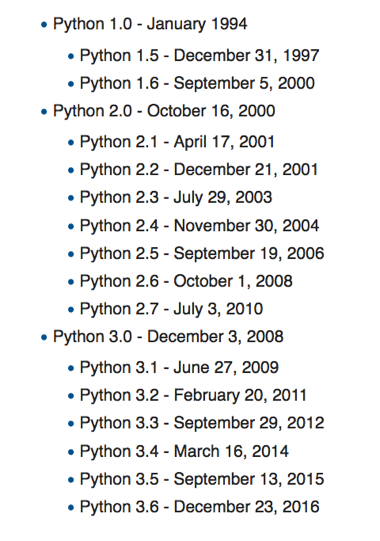 • Python 1.0 - January 1994
• Python 1.5 - December 31, 1997
• Python 1.6 - September 5, 2000
• Python 2.0 - October 16, 2000
• Python 2.1 - April 17, 2001
• Python 2.2 - December 21, 2001
• Python 2.3 - July 29, 2003
• Python 2.4 - November 30, 2004
• Python 2.5 - September 19, 2006
• Python 2.6 - October 1, 2008
• Python 2.7 - July 3, 2010
• Python 3.0 - December 3, 2008
• Python 3.1 - June 27, 2009
• Python 3.2 - February 20, 2011
• Python 3.3 - September 29, 2012
• Python 3.4 - March 16, 2014
• Python 3.5 - September 13, 2015
• Python 3.6 - December 23, 2016